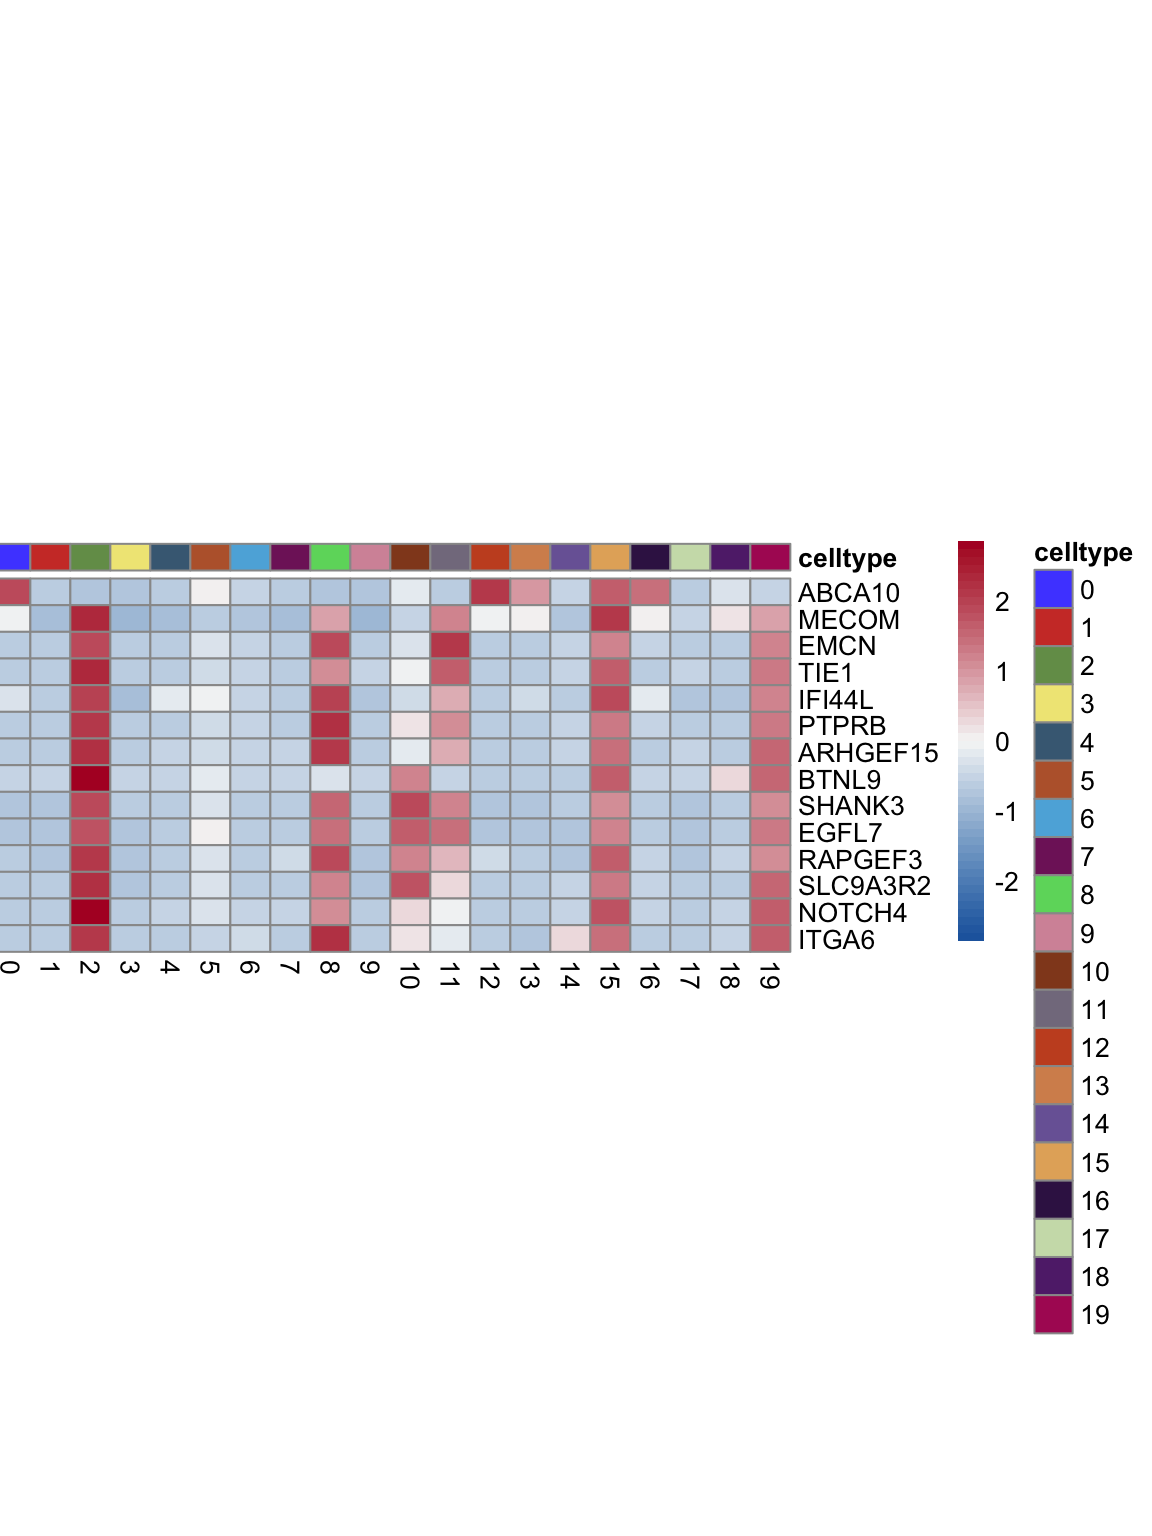 celltype
ABCA10
MECOM
EMCN
TIE1
IFI44L
PTPRB
ARHGEF15
BTNL9
SHANK3
EGFL7
RAPGEF3
SLC9A3R2
NOTCH4
ITGA6
0 1 2 3 4 5 6 7 8 9 10 11 12 13 14 15 16 17 18 19
2
1
0
-1
-2
celltype
0
1
2
3
4
5
6
7
8
9
10
11
12
13
14
15
16
17
18
19